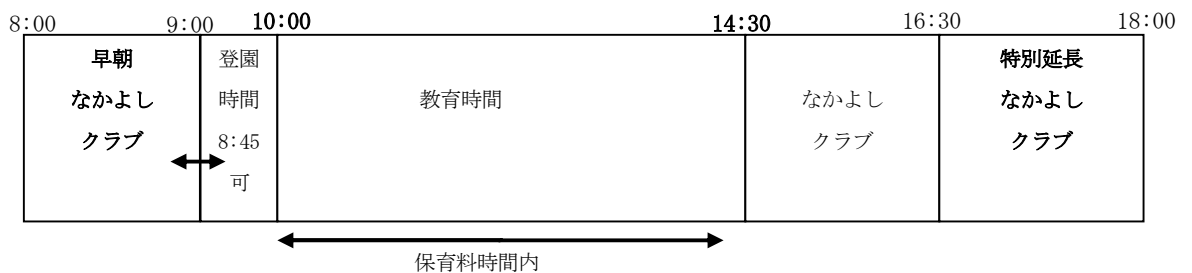 8:00 9:00 10:00 14:30 16:30 18:00
早朝
なかよし
クラブ
登園
時間
8:45
可
教育時間
なかよし
クラブ
特別延長
なかよし
クラブ
保育料時間内